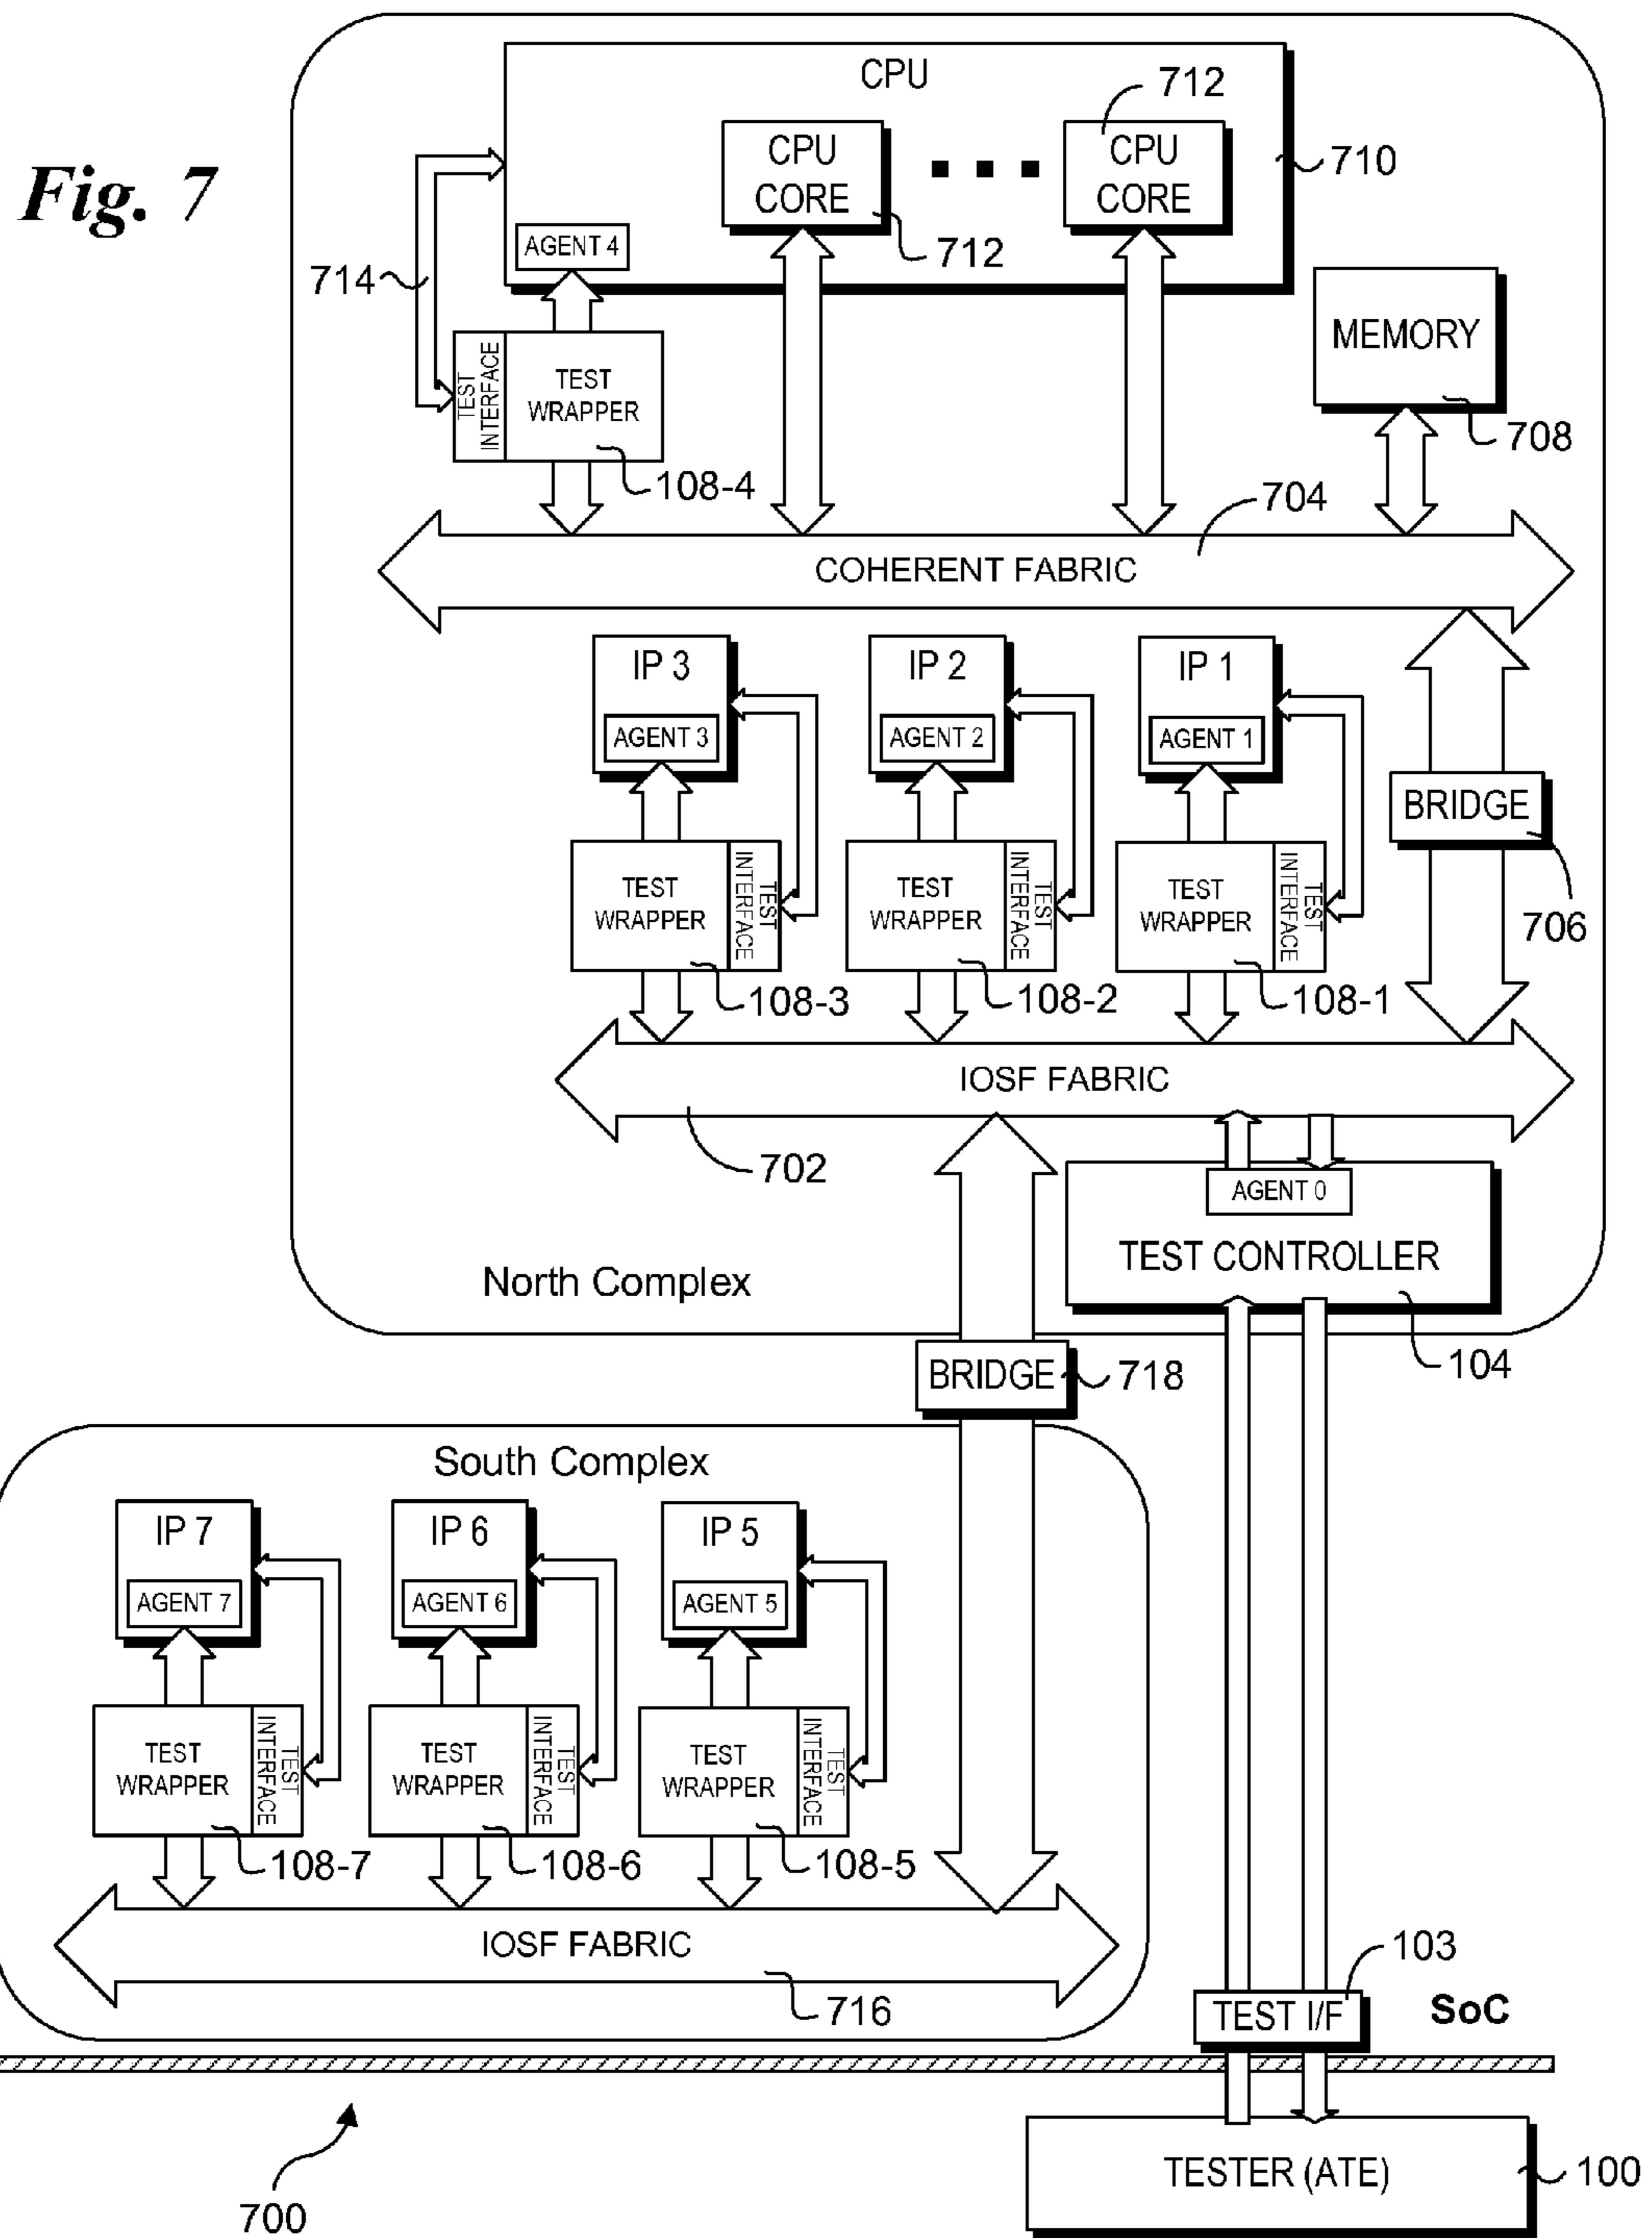 Fig. 7
CPU
712
CPU
CORE
CPU
CORE
710
712
AGENT 4
714
TEST
INTERFACE
TEST
WRAPPER
108-4
MEMORY
708
704
COHERENT FABRIC
IP 3
AGENT 3
IP 2
AGENT 2
IP 1
AGENT 1
BRIDGE
706
TEST
WRAPPER
TEST
INTERFACE
TEST
WRAPPER
TEST
INTERFACE
TEST
WRAPPER
TEST
INTERFACE
108-3
108-2
108-1
IOSF FABRIC
702
AGENT 0
TEST CONTROLLER
104
North Complex
BRIDGE
718
South Complex
IP 7
AGENT 7
IP 6
AGENT 6
IP 5
AGENT 5
TEST
WRAPPER
TEST
INTERFACE
TEST
WRAPPER
TEST
INTERFACE
TEST
WRAPPER
TEST
INTERFACE
108-7
108-6
108-5
IOSF FABRIC
716
103
TEST I/F
SoC
TESTER (ATE)
100
700